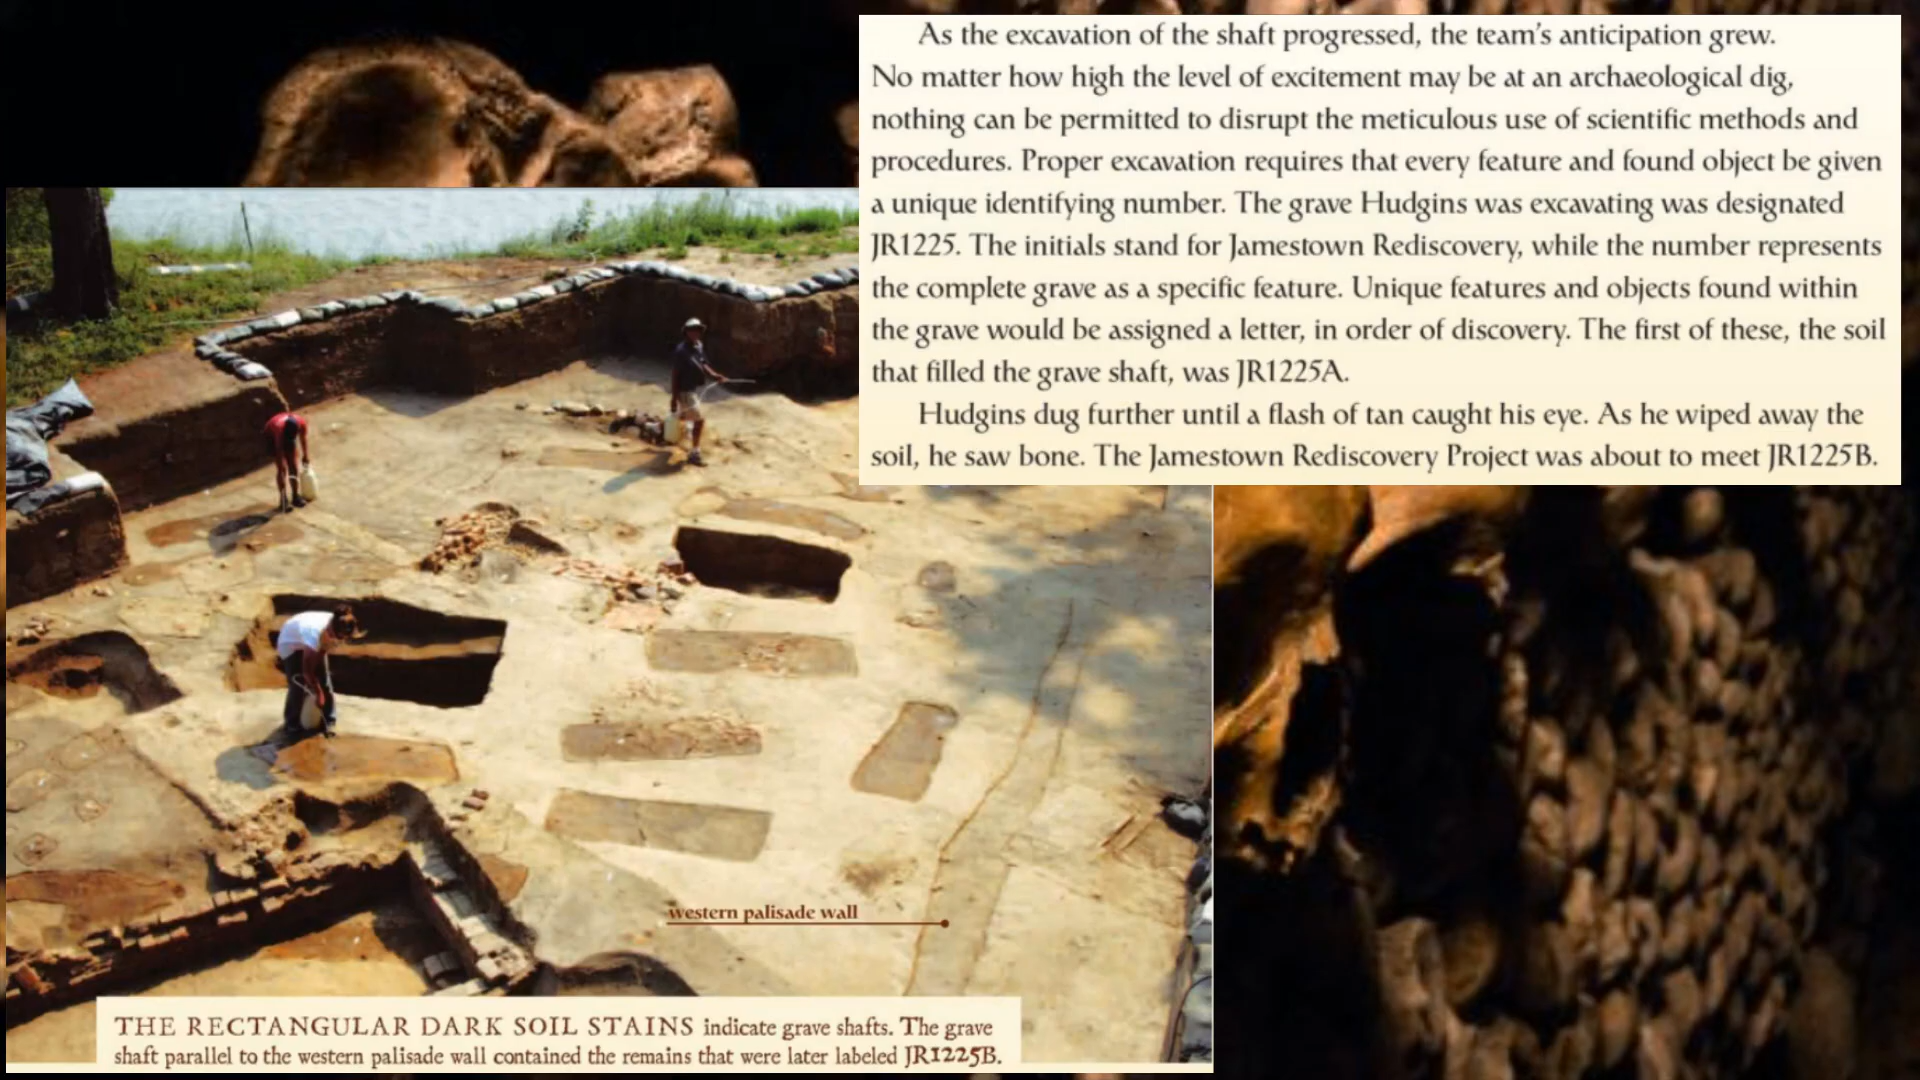 As the excavation of the shaft progressed, the team's anticipation grew.
No matter how high the level of excitement may be at an archaeological dig,
nothing can be permitted to disrupt the meticulous use of scientific methods and
procedures. Proper excavation requires that every feature and found object be given
a unique identifying number. The grave Hudgins was excavating was designated
JR1225. The initials stand for Jamestown Rediscovery, while the number represents
the complete grave as a specific feature. Unique features and objects found within
the grave would be assigned a letter, in order of discovery. The first of these, the soil
that filled the grave shaft, was JR1225A.
Hudgins dug further until a flash of tan caught his eye. As he wiped away the
soil, he saw bone. The Jamestown Rediscovery Project was about to meet JR1225B.
western palisade wall
THE RECTANGULAR DARK SOIL STAINS indicate grave shafts. The grave
shaft parallel to the western palisade wall contained the remains that were later labeled JR1225B.